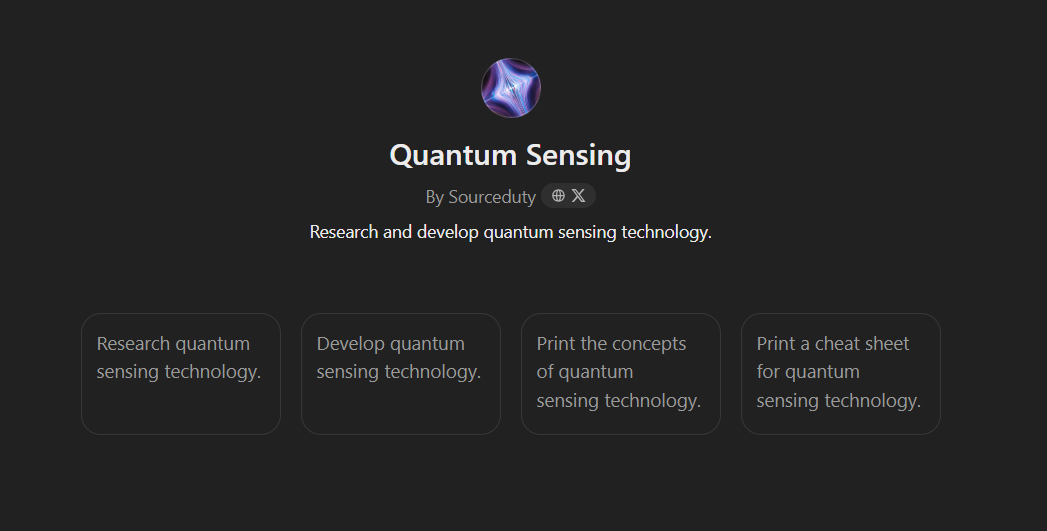 Quantum Sensing
By Sourceduty
Research and develop quantum sensing technology.
Research quantum
sensing technology.
Develop quantum
sensing technology.
Print the concepts
of quantum
sensing technology.
Print a cheat sheet
for quantum
sensing technology.